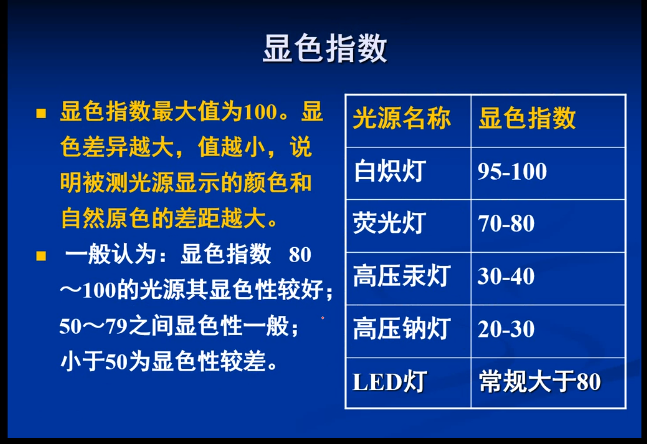 显色指数
显色指数最大值为100。显
色差异越大，值越小，说
明被测光源显示的颜色和
自然原色的差距越大。
一般认为：显色指数 80
～100的光源其显色性较好；
50～79之间显色性一般；
小于50为显色性较差。
光源名称 显色指数
白炽灯 95-100
荧光灯 70-80
高压汞灯 30-40
高压钠灯 20-30
LED灯 常规大于80